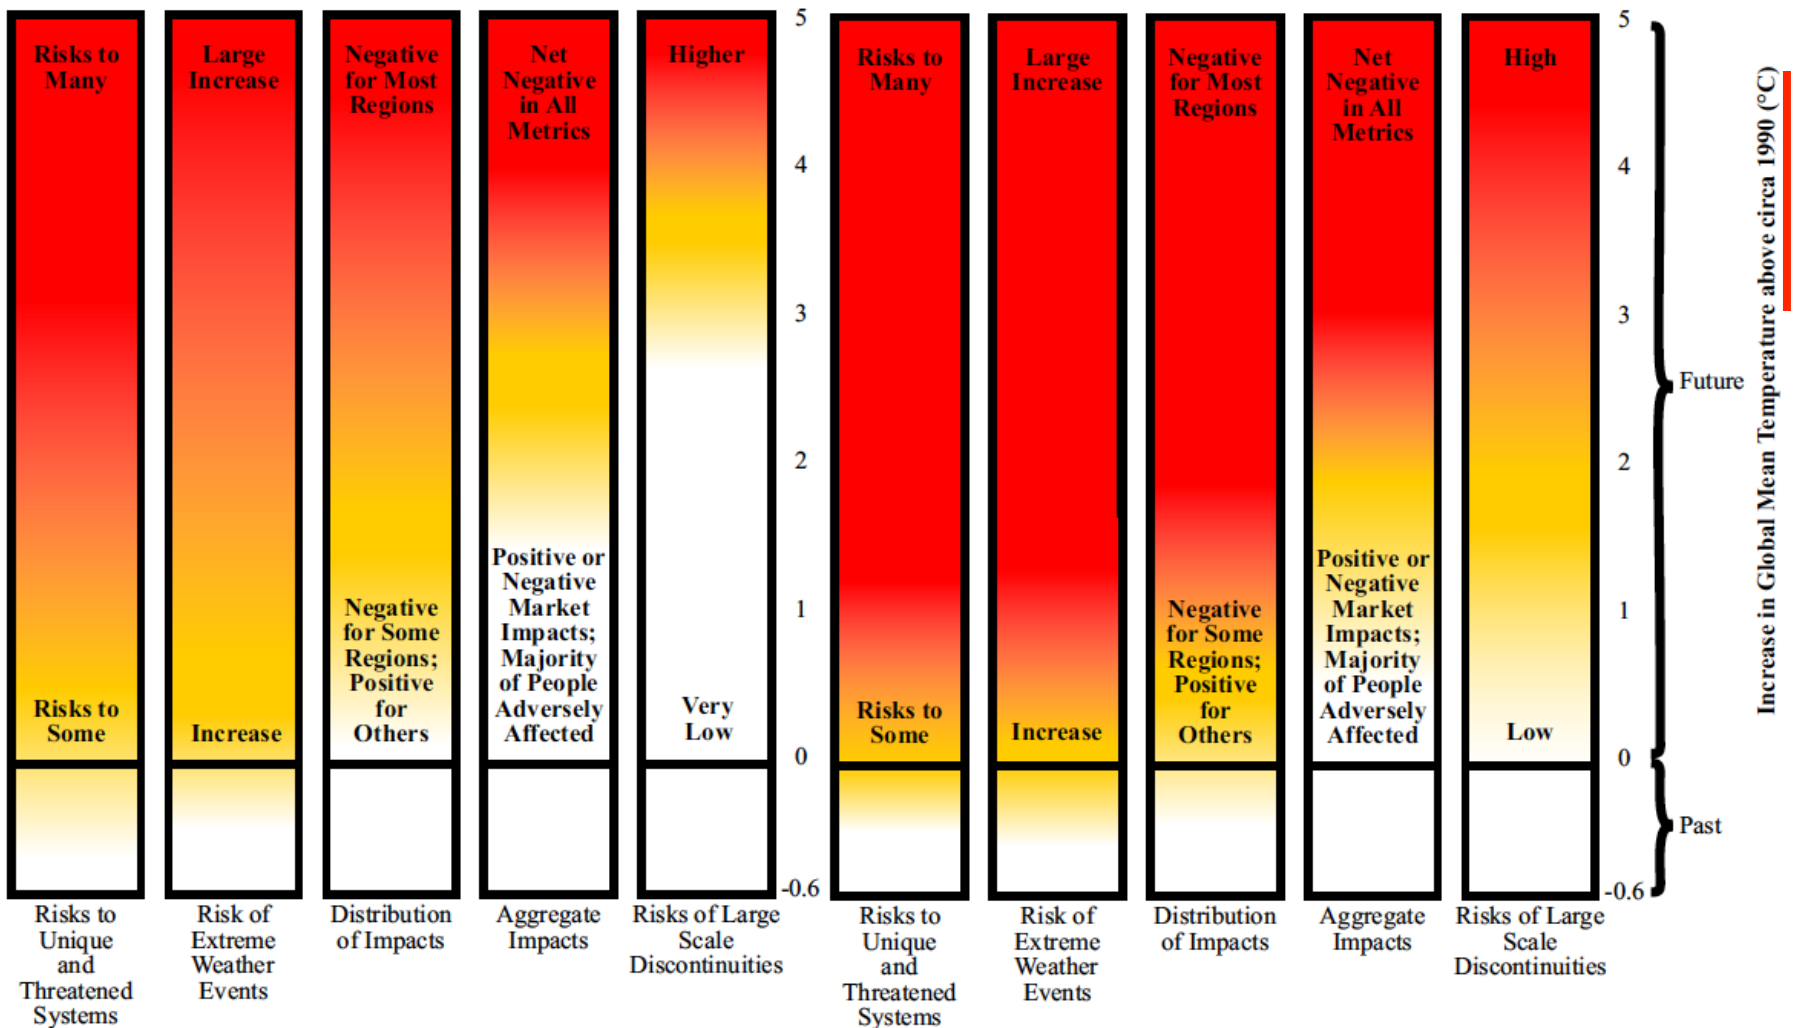 Risks to
Many
Large
Increase
Negative
for Most
Regions
Net
Negative
in All
Metrics
Higher
Risks to
Some
Increase
Negative
for Some
Regions;
Positive
for
Others
Positive or
Negative
Market
Impacts;
Majority
of People
Adversely
Affected
Very
Low
Risks to
Unique
and
Threatened
Systems
Risk of
Extreme
Weather
Events
Distribution
of Impacts
Aggregate
Impacts
Risks of Large
Scale
Discontinuities
5
4
3
2
1
0
-0.6
Risks to
Many
Large
Increase
Negative
for Most
Regions
Net
Negative
in All
Metrics
High
Risks to
Some
Increase
Negative
for Some
Regions;
Positive
for
Others
Positive or
Negative
Market
Impacts;
Majority
of People
Adversely
Affected
Low
Risks to
Unique
and
Threatened
Systems
Risk of
Extreme
Weather
Events
Distribution
of Impacts
Aggregate
Impacts
Risks of Large
Scale
Discontinuities
5
4
3
2
1
0
-0.6
Future
Past
Increase in Global Mean Temperature above circa 1990 (°C)